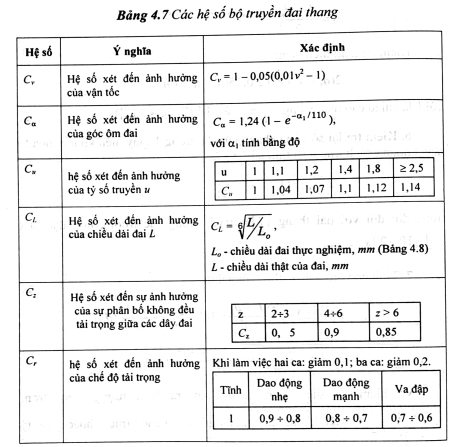 Bảng 4.7 Các hệ số bộ truyền đai thang
Hệ số Ý nghĩa Xác định
Cv Hệ số xét đến ảnh hưởng của vận tốc Cv = 1 – 0,05(0,01v² – 1)
Cα Hệ số xét đến ảnh hưởng của góc ôm đai Cα = 1,24 (1 – e^(–α₁/110)),
với α₁ tính bằng độ
Cu hệ số xét đến ảnh hưởng của tỷ số truyền u
u 1 1,1 1,2 1,4 1,8 ≥ 2,5
Cu 1 1,04 1,07 1,1 1,12 1,14
CL Hệ số xét đến ảnh hưởng của chiều dài đai L CL = ⁶√(L/Lo),
Lo - chiều dài đai thực nghiệm, mm (Bảng 4.8)
L - chiều dài thật của đai, mm
Cz Hệ số xét đến sự ảnh hưởng của sự phân bố không đều tải trọng giữa các dây đai
z 2÷3 4÷6 z > 6
Cz 0, 5 0,9 0,85
Cr hệ số xét đến ảnh hưởng của chế độ tải trọng Khi làm việc hai ca: giảm 0,1; ba ca: giảm 0,2.
Tĩnh Dao động nhẹ Dao động mạnh Va đập
1 0,9 ÷ 0,8 0,8 ÷ 0,7 0,7 ÷ 0,6